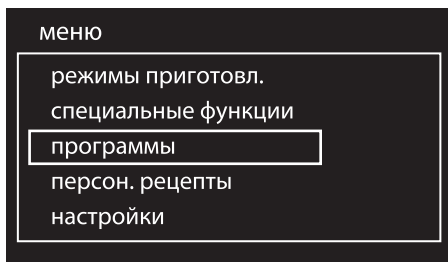 меню
режимы приготовл.
специальные функции
программы
персон. рецепты
настройки